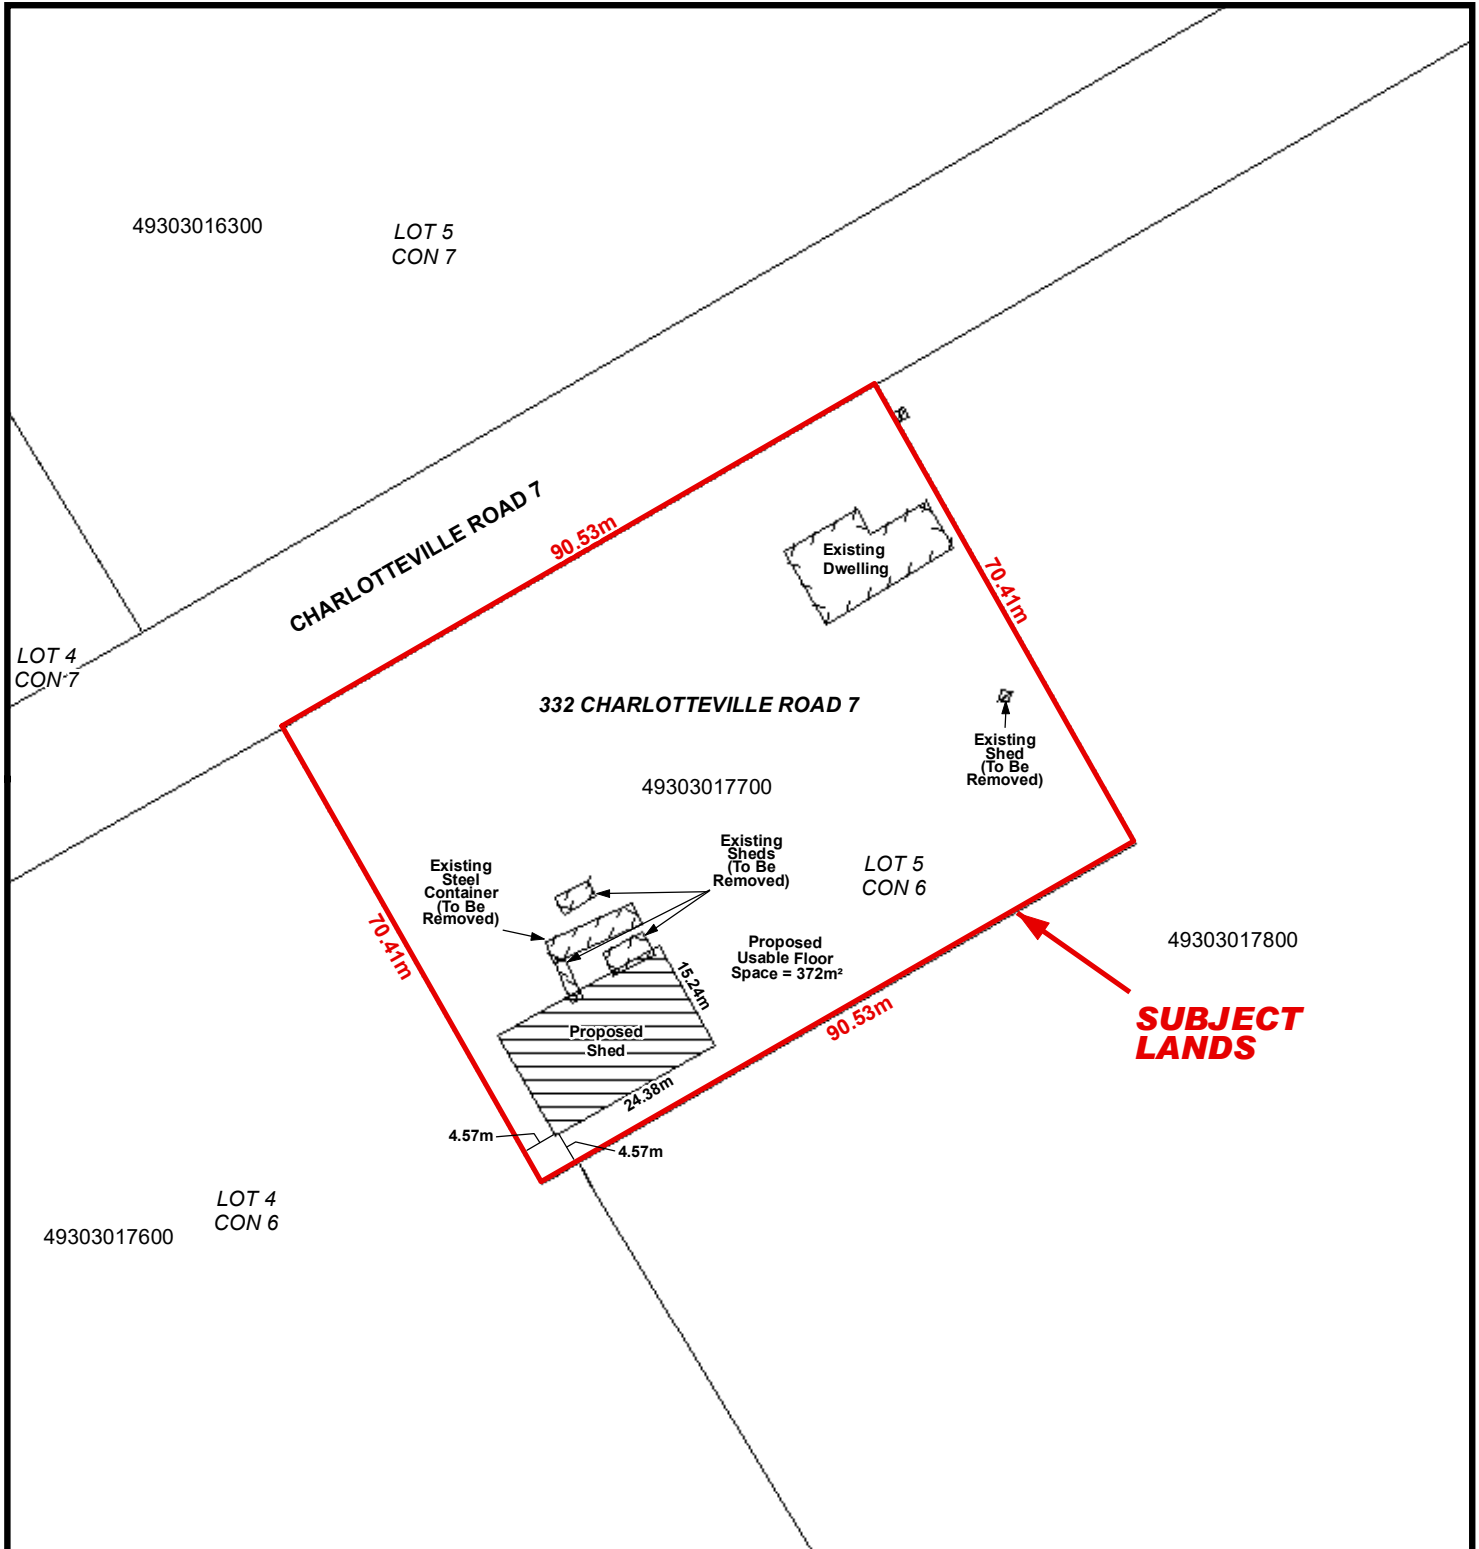 49303016300
LOT 5
CON 7
CHARLOTTEVILLE ROAD 7
90.53m
Existing
Dwelling
70.41m
LOT 4
CON 7
332 CHARLOTTEVILLE ROAD 7
Existing
Shed
(To Be
Removed)
49303017700
Existing
Sheds
(To Be
Removed)
Existing
Steel
Container
(To Be
Removed)
LOT 5
CON 6
70.41m
Proposed
Usable Floor
Space = 372m²
49303017800
15.24m
90.53m
SUBJECT
LANDS
Proposed
Shed
24.38m
4.57m
4.57m
LOT 4
CON 6
49303017600